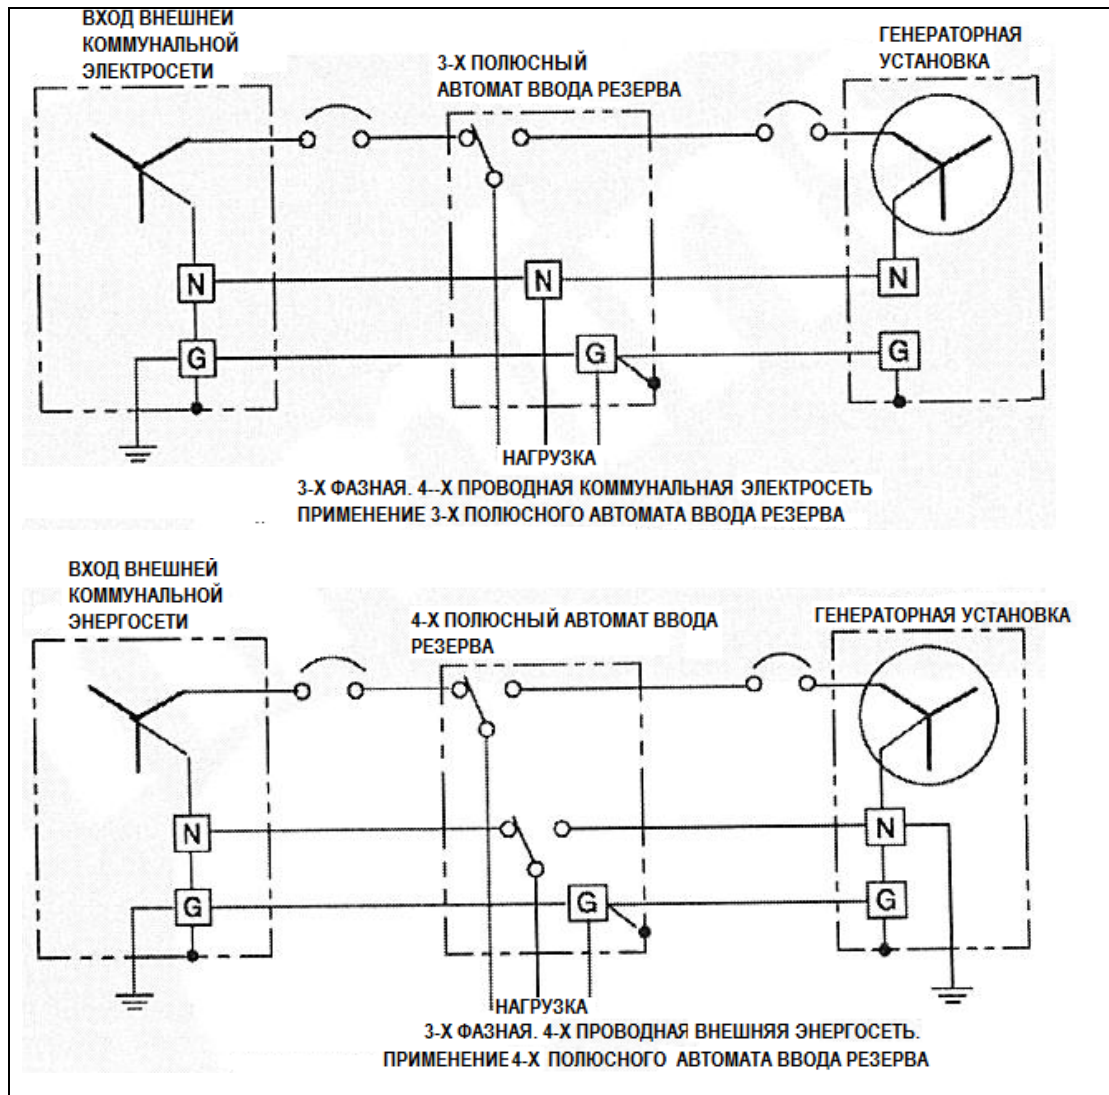 ВХОД ВНЕШНЕЙ
КОММУНАЛЬНОЙ
ЭЛЕКТРОСЕТИ
3-Х ПОЛЮСНЫЙ
АВТОМАТ ВВОДА РЕЗЕРВА
ГЕНЕРАТОРНАЯ
УСТАНОВКА
N
N
N
G
G
G
НАГРУЗКА
3-Х ФАЗНАЯ. 4--Х ПРОВОДНАЯ КОММУНАЛЬНАЯ ЭЛЕКТРОСЕТЬ
ПРИМЕНЕНИЕ 3-Х ПОЛЮСНОГО АВТОМАТА ВВОДА РЕЗЕРВА
ВХОД ВНЕШНЕЙ
КОММУНАЛЬНОЙ
ЭНЕРГОСЕТИ
4-Х ПОЛЮСНЫЙ АВТОМАТ ВВОДА
РЕЗЕРВА
ГЕНЕРАТОРНАЯ УСТАНОВКА
N
N
G
G
G
НАГРУЗКА
3-Х ФАЗНАЯ. 4-Х ПРОВОДНАЯ ВНЕШНЯЯ ЭНЕРГОСЕТЬ.
ПРИМЕНЕНИЕ 4-Х ПОЛЮСНОГО АВТОМАТА ВВОДА РЕЗЕРВА